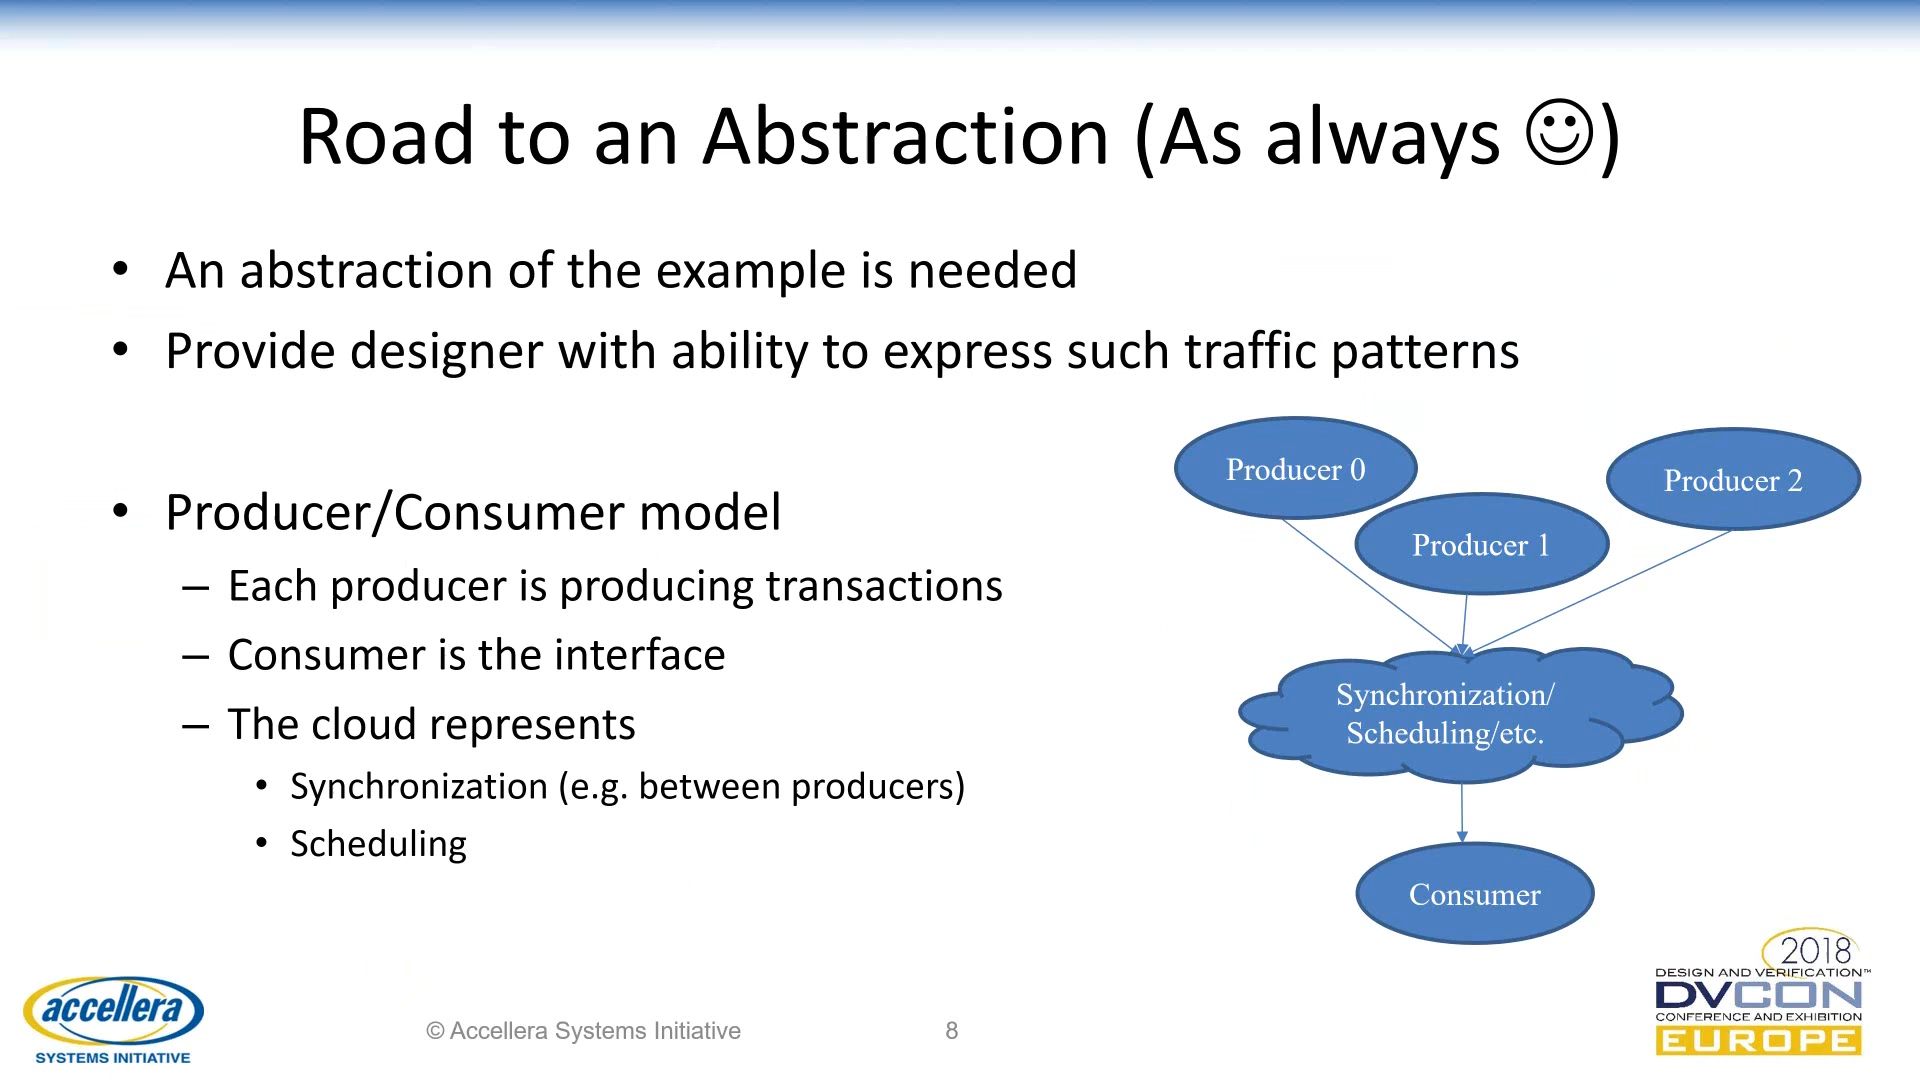 Road to an Abstraction (As always ☺)
• An abstraction of the example is needed
• Provide designer with ability to express such traffic patterns
• Producer/Consumer model
– Each producer is producing transactions
– Consumer is the interface
– The cloud represents
• Synchronization (e.g. between producers)
• Scheduling
Producer 0
Producer 1
Producer 2
Synchronization/
Scheduling/etc.
Consumer
accellera
SYSTEMS INITIATIVE
© Accellera Systems Initiative
8
2018
DESIGN AND VERIFICATION™
DVCON
CONFERENCE AND EXHIBITION
EUROPE